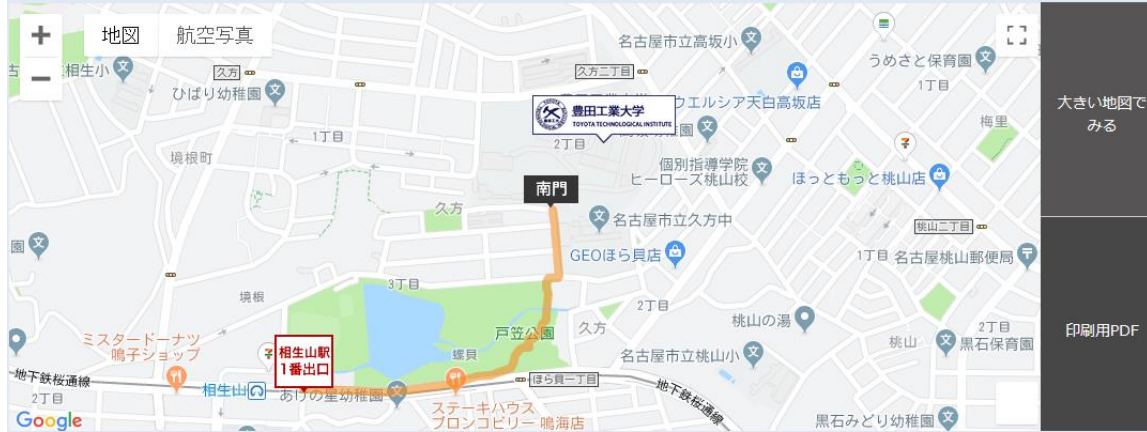 +
地図
航空写真
−
相生小
久方
ひばり幼稚園
1丁目
境根町
名古屋市立高坂小
久方二丁目
ウエルシア天白高坂店
うめさと保育園
1丁目
梅里
豊田工業大学
TOYOTA TECHNOLOGICAL INSTITUTE
2丁目
幼稚園
個別指導学院
ヒーローズ桃山校
ほっともっと桃山店
南門
久方
名古屋市立久方中
GEOほら貝店
桃山二丁目
1丁目
名古屋桃山郵便局
園
3丁目
境根
2丁目
戸笠公園
久方
桃山の湯
2丁目
桃山
黒石保育園
ミスタードーナツ
鳴子ショップ
相生山駅
1番出口
螺貝
名古屋市立桃山小
地下鉄桜通線
2丁目
相生山
あけの星幼稚園
ほら貝一丁目
地下鉄桜通線
ステーキハウス
ブロンコビリー 鳴海店
黒石みどり幼稚園
Google
大きい地図で
みる
印刷用PDF